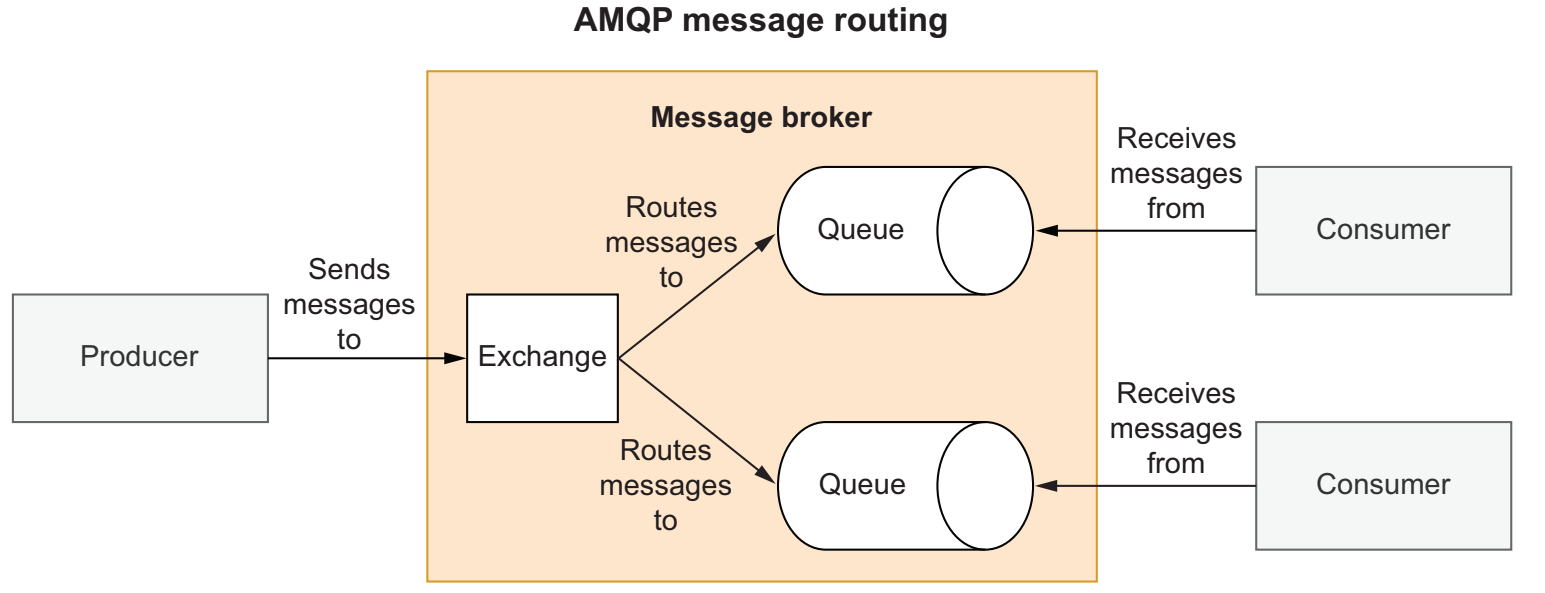 AMQP message routing
Message broker
Producer
Sends
messages
to
Exchange
Routes
messages
to
Queue
Receives
messages
from
Consumer
Routes
messages
to
Queue
Receives
messages
from
Consumer